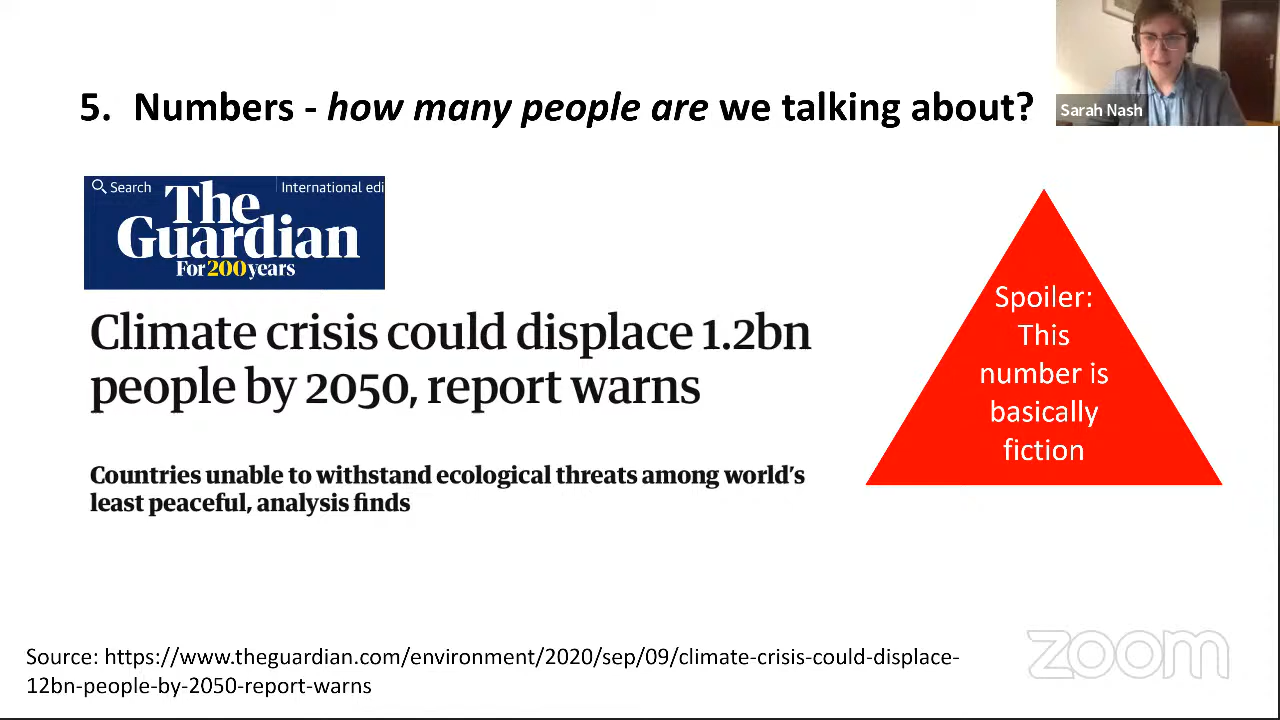 5. Numbers - how many people are we talking about?
Sarah Nash
Search
International edi
The
Guardian
For 200 years
Climate crisis could displace 1.2bn
people by 2050, report warns
Countries unable to withstand ecological threats among world's
least peaceful, analysis finds
Spoiler:
This
number is
basically
fiction
Source: https://www.theguardian.com/environment/2020/sep/09/climate-crisis-could-displace-
12bn-people-by-2050-report-warns
zoom